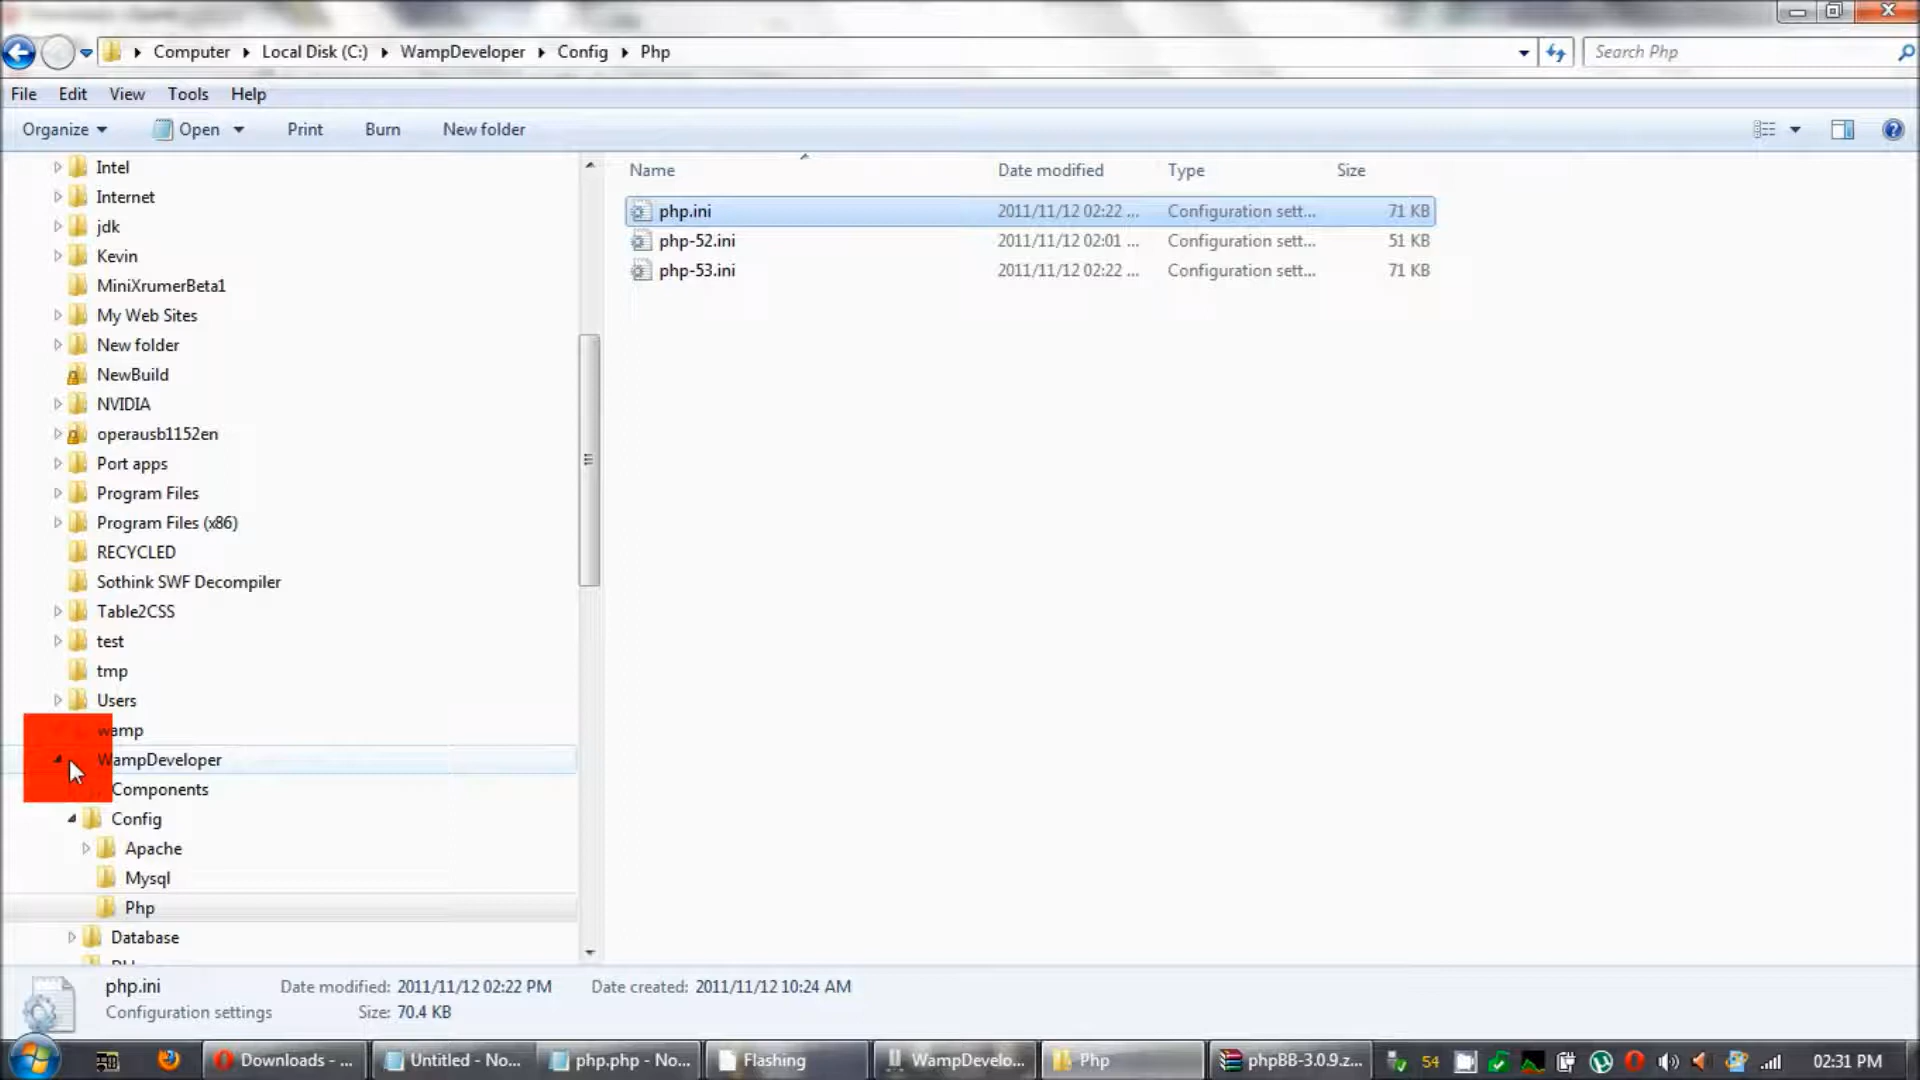 Computer Local Disk (C:) WampDeveloper Config Php
Search Php
File Edit View Tools Help
Organize Open Print Burn New folder
Intel
Internet
jdk
Kevin
MiniXrumerBeta1
My Web Sites
New folder
NewBuild
NVIDIA
operausb1152en
Port apps
Program Files
Program Files (x86)
RECYCLED
Sothink SWF Decompiler
Table2CSS
test
tmp
Users
wamp
WampDeveloper
Components
Config
Apache
Mysql
Php
Database
Name Date modified Type Size
php.ini 2011/11/12 02:22 ... Configuration sett... 71 KB
php-52.ini 2011/11/12 02:01 ... Configuration sett... 51 KB
php-53.ini 2011/11/12 02:22 ... Configuration sett... 71 KB
php.ini Date modified: 2011/11/12 02:22 PM Date created: 2011/11/12 10:24 AM
Configuration settings Size: 70.4 KB
Downloads - ... Untitled - No... php.php - No... Flashing WampDevelo... Php phpBB-3.0.9.z... 54 02:31 PM